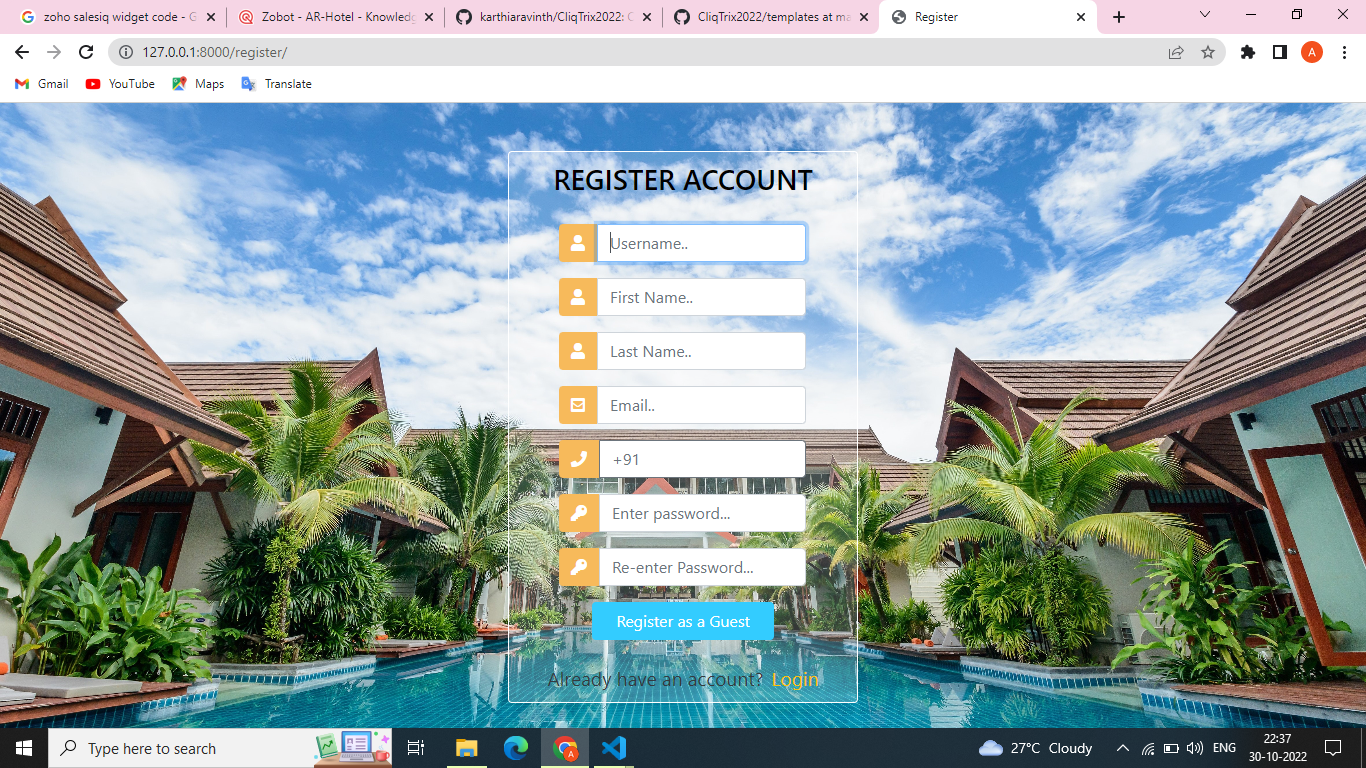 zoho salesiq widget code - G
Zobot - AR-Hotel - Knowledg
karthiaravinth/CliqTrix2022: C
CliqTrix2022/templates at ma
Register
127.0.0.1:8000/register/
A
Gmail
YouTube
Maps
Translate
REGISTER ACCOUNT
Username..
First Name..
Last Name..
Email..
+91
Enter password...
Re-enter Password...
Register as a Guest
Already have an account? Login
Type here to search
A
27°C Cloudy
ENG
22:37
30-10-2022